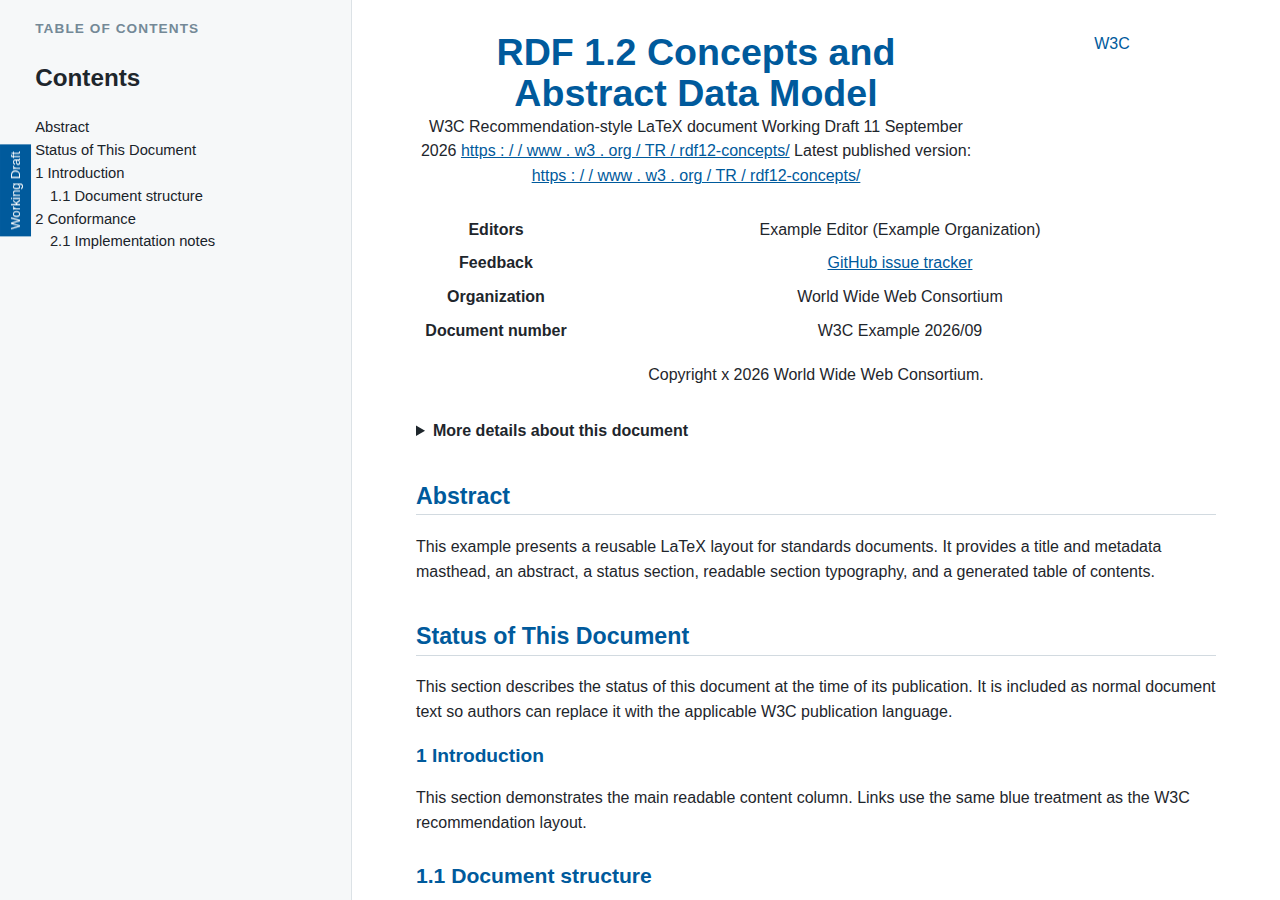 TABLE OF CONTENTS
Contents
Abstract
Status of This Document
1 Introduction
1.1 Document structure
2 Conformance
2.1 Implementation notes
Working Draft
RDF 1.2 Concepts and
Abstract Data Model
W3C
W3C Recommendation-style LaTeX document Working Draft 11 September
2026 https : / / www . w3 . org / TR / rdf12-concepts/ Latest published version:
https : / / www . w3 . org / TR / rdf12-concepts/
Editors Example Editor (Example Organization)
Feedback GitHub issue tracker
Organization World Wide Web Consortium
Document number W3C Example 2026/09
Copyright x 2026 World Wide Web Consortium.
More details about this document
Abstract
This example presents a reusable LaTeX layout for standards documents. It provides a title and metadata
masthead, an abstract, a status section, readable section typography, and a generated table of contents.
Status of This Document
This section describes the status of this document at the time of its publication. It is included as normal document
text so authors can replace it with the applicable W3C publication language.
1 Introduction
This section demonstrates the main readable content column. Links use the same blue treatment as the W3C
recommendation layout.
1.1 Document structure